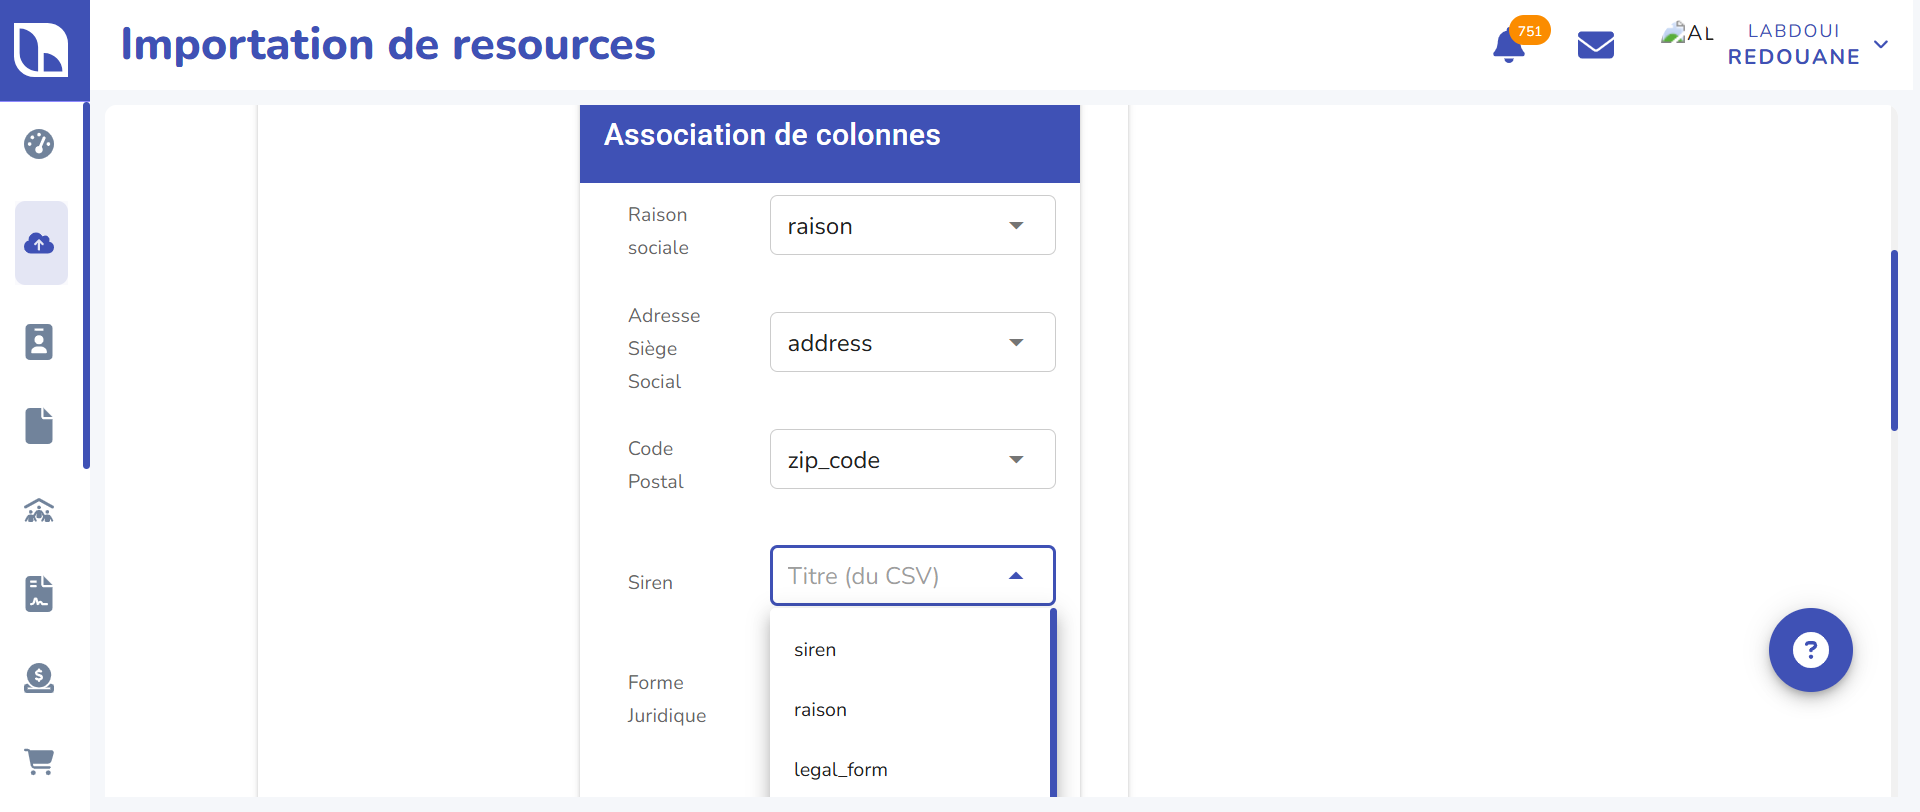 Importation de resources
751
AL
LABDOUI
REDOUANE
Association de colonnes
Raison
sociale
raison
Adresse
Siège
Social
address
Code
Postal
zip_code
Siren
Titre (du CSV)
siren
raison
legal_form
Forme
Juridique
?